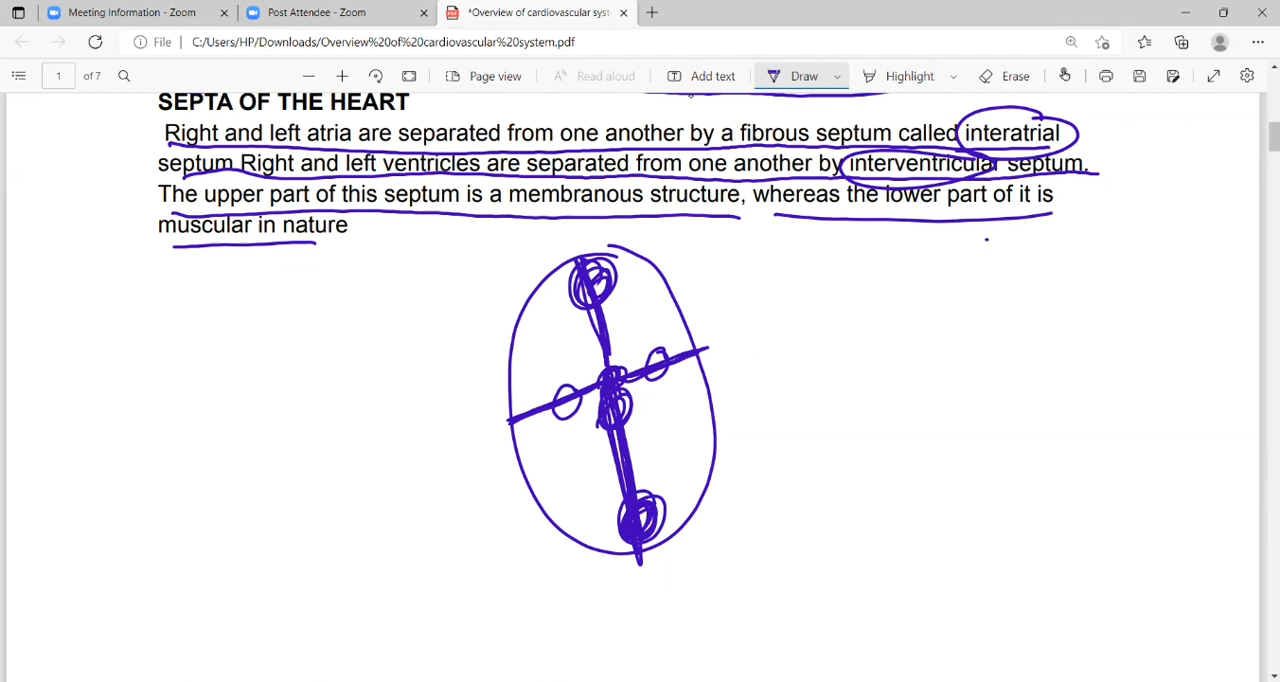 Meeting Information - Zoom
Post Attendee - Zoom
*Overview of cardiovascular syst
File
C:/Users/HP/Downloads/Overview%20of%20cardiovascular%20system.pdf
1 of 7
Page view
Read aloud
Add text
Draw
Highlight
Erase
SEPTA OF THE HEART
Right and left atria are separated from one another by a fibrous septum called interatrial
septum Right and left ventricles are separated from one another by interventricular septum.
The upper part of this septum is a membranous structure, whereas the lower part of it is
muscular in nature